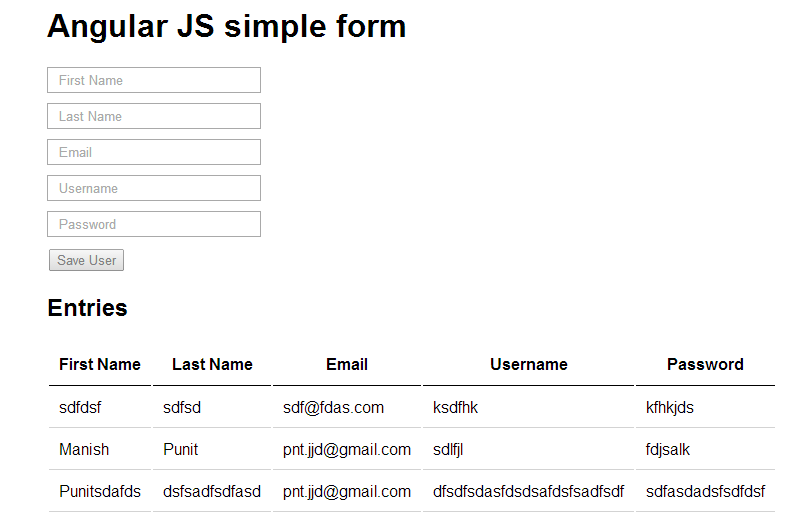 Angular JS simple form
First Name
Last Name
Email
Username
Password
Save User
Entries
First Name Last Name Email Username Password
sdfdsf sdfsd sdf@fdas.com ksdfhk kfhkjds
Manish Punit pnt.jjd@gmail.com sdlfjl fdjsalk
Punitsdafds dsfsadfsdfasd pnt.jjd@gmail.com dfsdfsdasfdsdsafdsfsadfsdf sdfasdadsfsdfdsf